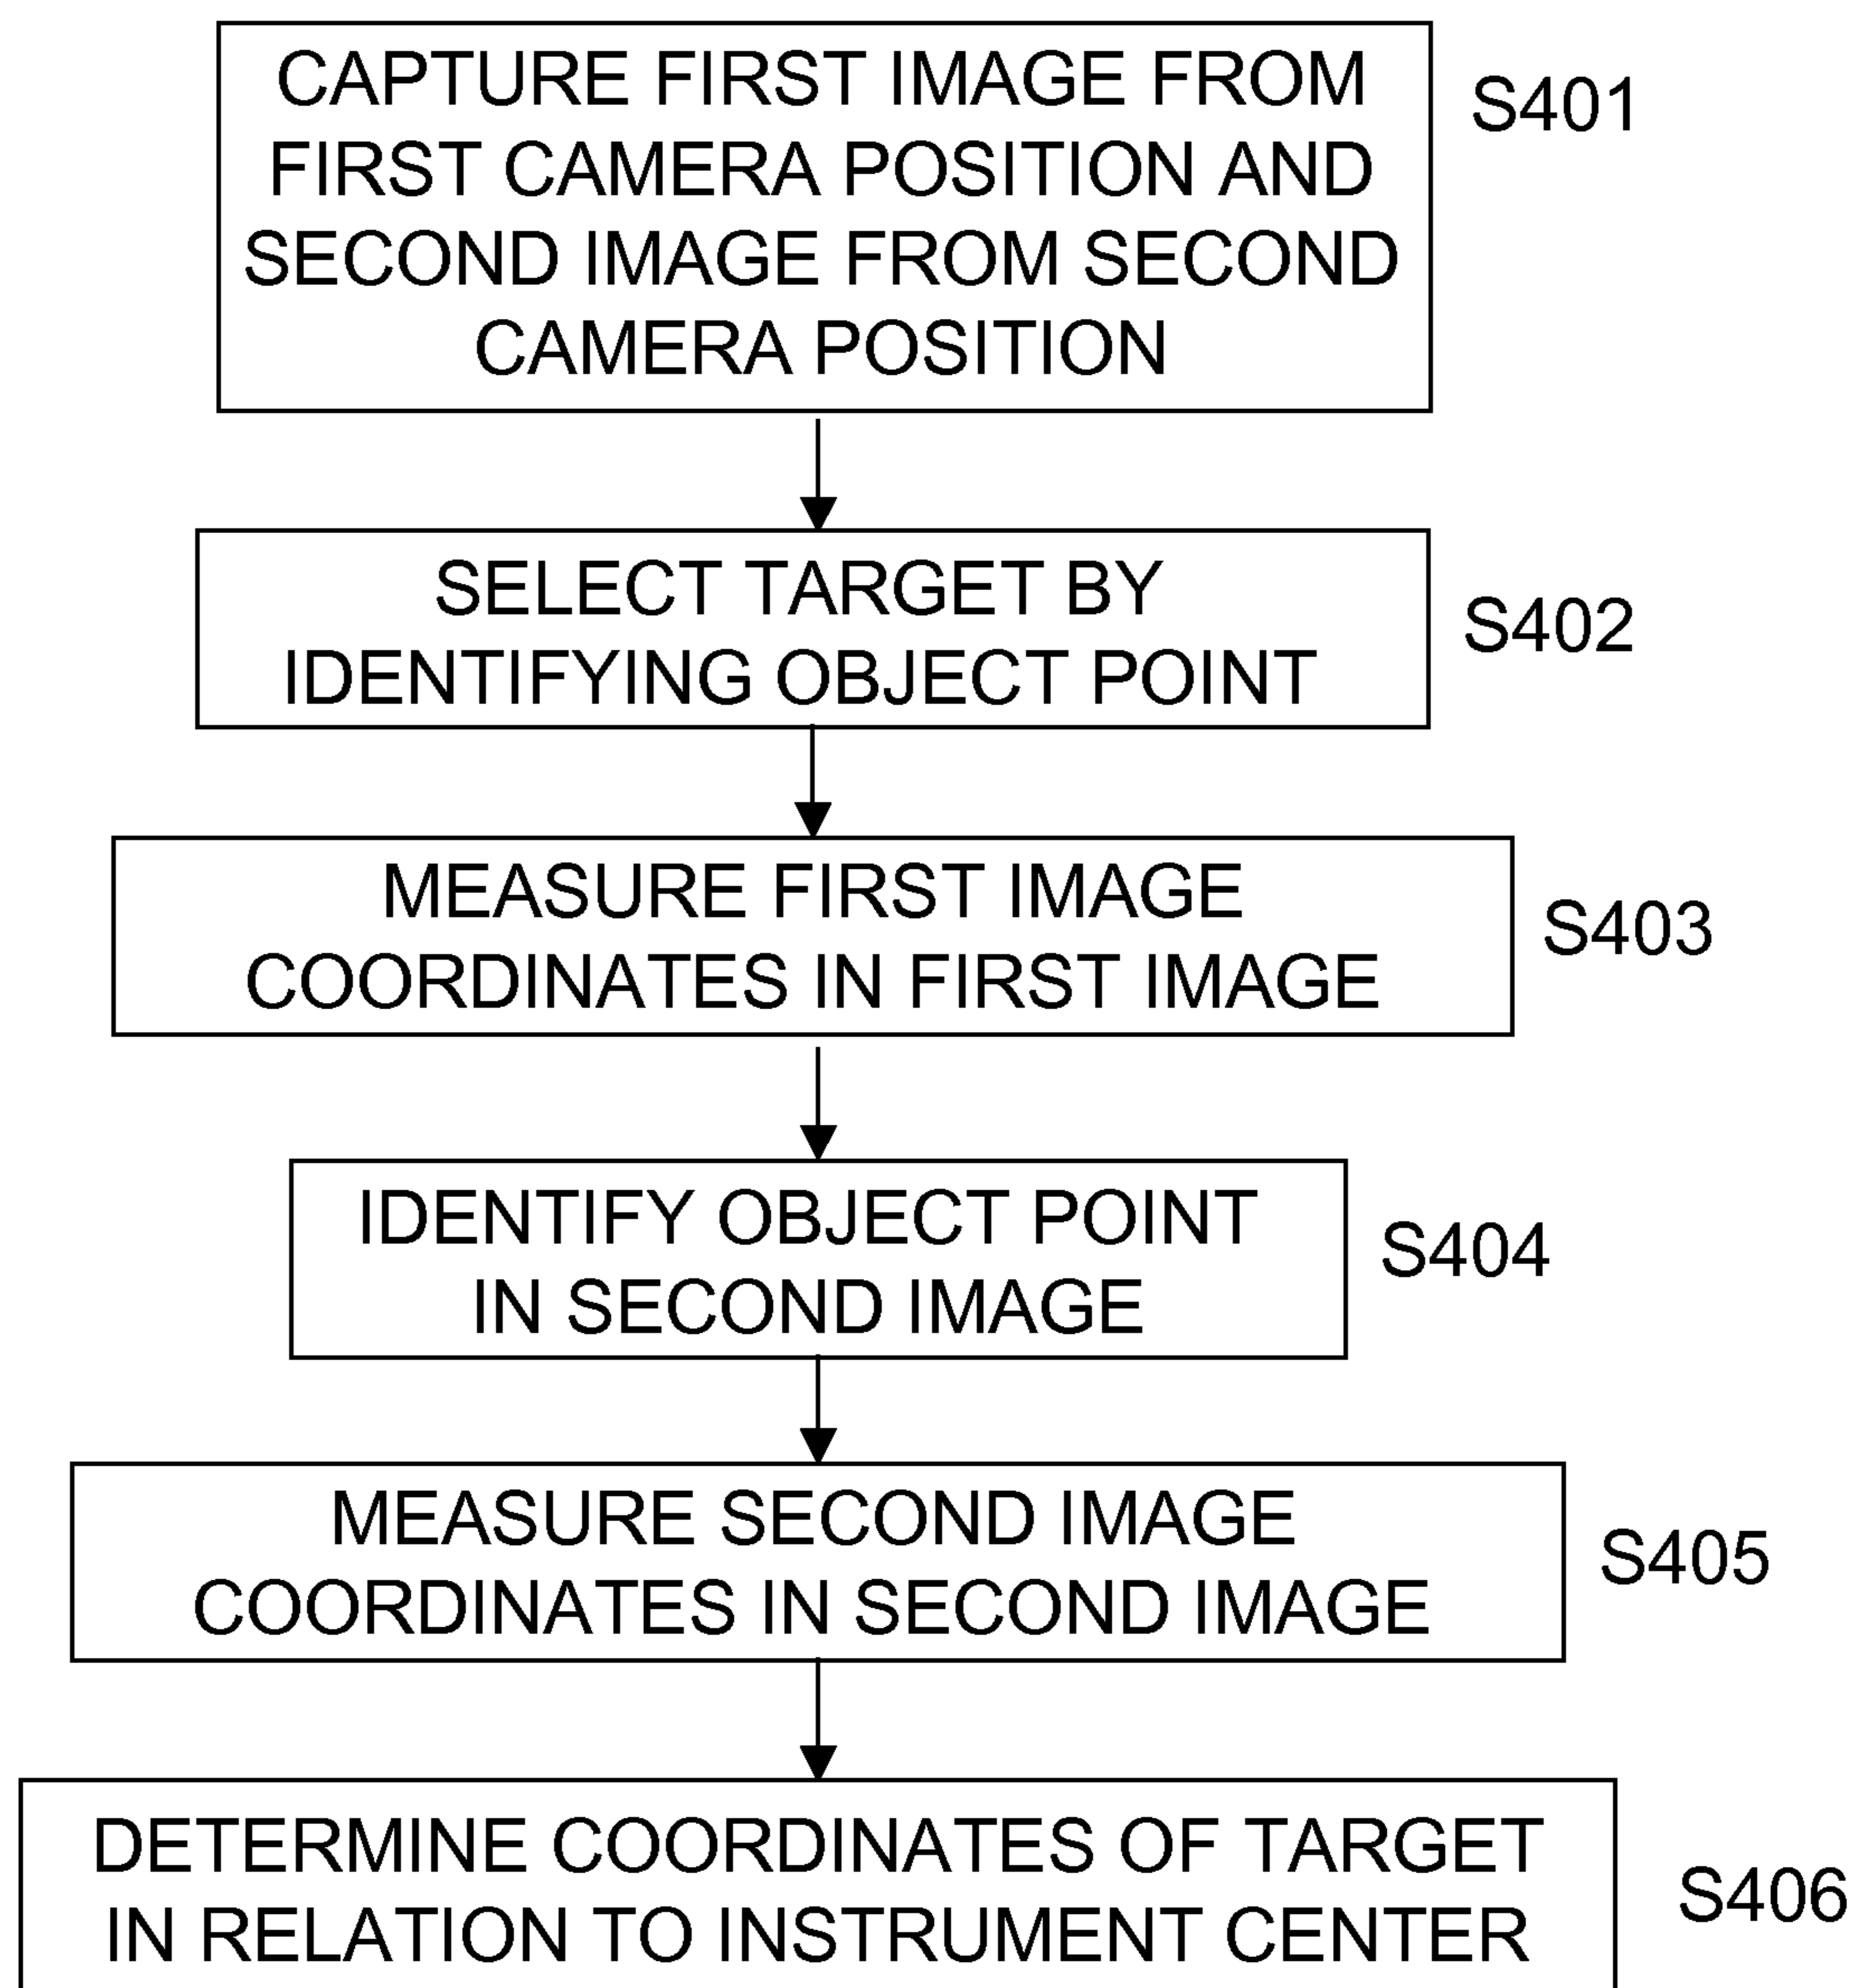 CAPTURE FIRST IMAGE FROM
FIRST CAMERA POSITION AND
SECOND IMAGE FROM SECOND
CAMERA POSITION
S401
SELECT TARGET BY
IDENTIFYING OBJECT POINT
S402
MEASURE FIRST IMAGE
COORDINATES IN FIRST IMAGE
S403
IDENTIFY OBJECT POINT
IN SECOND IMAGE
S404
MEASURE SECOND IMAGE
COORDINATES IN SECOND IMAGE
S405
DETERMINE COORDINATES OF TARGET
IN RELATION TO INSTRUMENT CENTER
S406